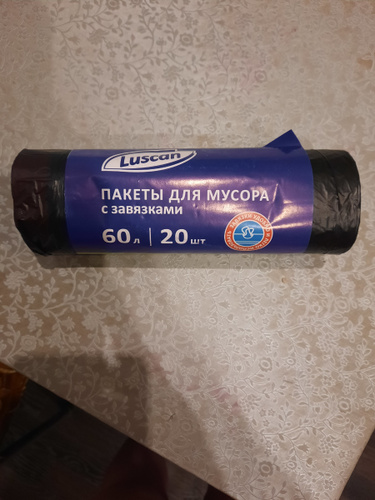 Luscan
ПАКЕТЫ ДЛЯ МУСОРА
с завязками
60 л | 20 шт